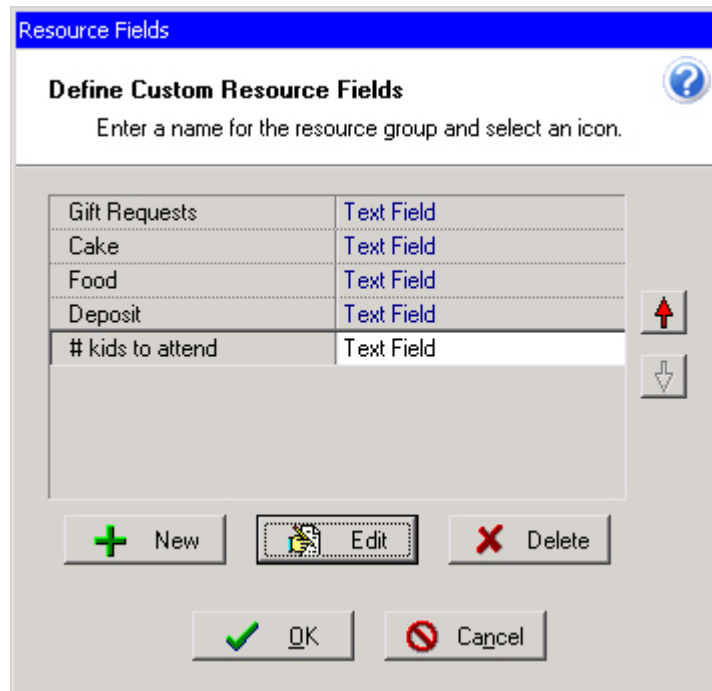 Resource Fields
Define Custom Resource Fields
Enter a name for the resource group and select an icon.
Gift Requests Text Field
Cake Text Field
Food Text Field
Deposit Text Field
# kids to attend Text Field
New Edit Delete
OK Cancel